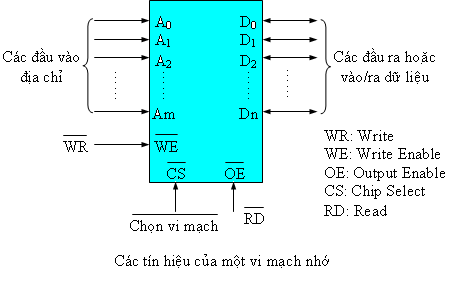 Các đầu vào
địa chỉ
A0
A1
A2
Am
D0
D1
D2
Dn
Các đầu ra hoặc
vào/ra dữ liệu
WR
WE
CS
OE
Chọn vi mạch
RD
WR: Write
WE: Write Enable
OE: Output Enable
CS: Chip Select
RD: Read
Các tín hiệu của một vi mạch nhớ